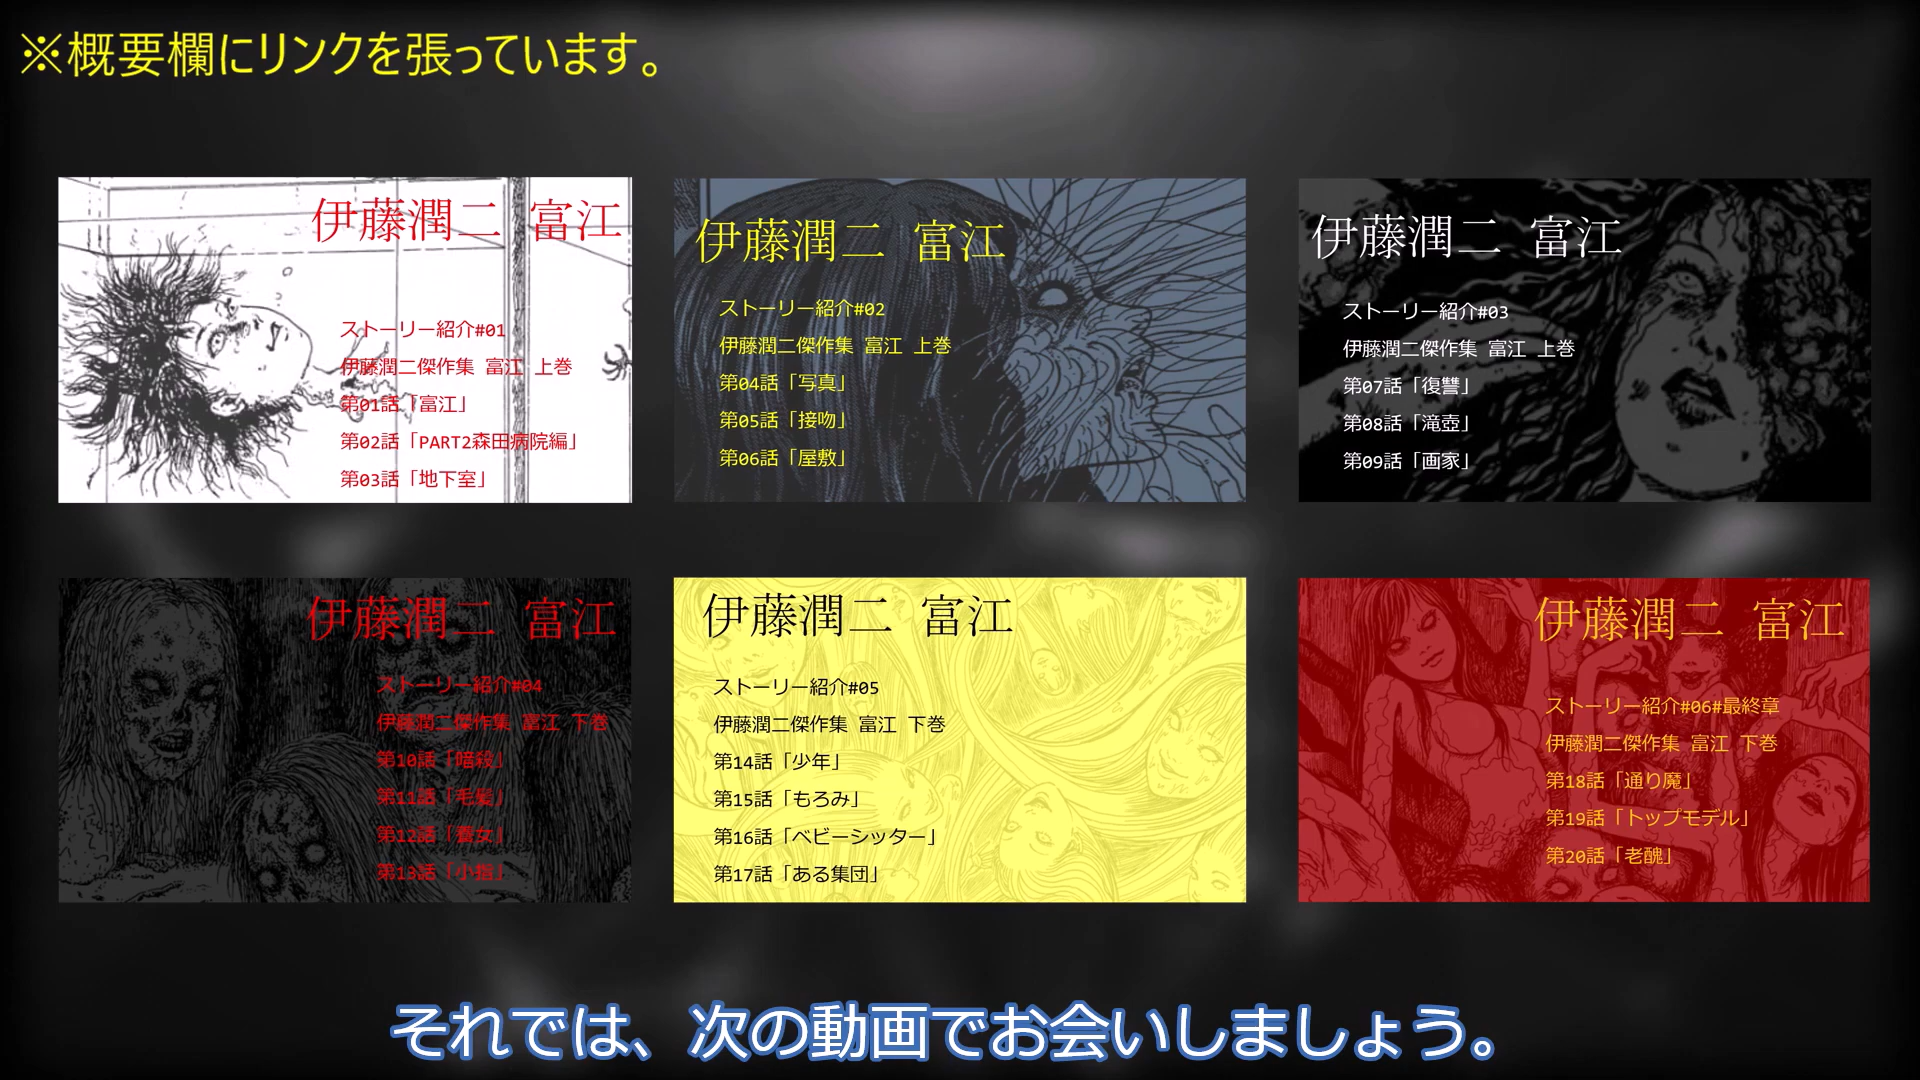 ※概要欄にリンクを張っています。
伊藤潤二 富江
ストーリー紹介#01
伊藤潤二傑作集 富江 上巻
第01話「富江」
第02話「PART2森田病院編」
第03話「地下室」
伊藤潤二 富江
ストーリー紹介#02
伊藤潤二傑作集 富江 上巻
第04話「写真」
第05話「接吻」
第06話「屋敷」
伊藤潤二 富江
ストーリー紹介#03
伊藤潤二傑作集 富江 上巻
第07話「復讐」
第08話「滝壺」
第09話「画家」
伊藤潤二 富江
ストーリー紹介#04
伊藤潤二傑作集 富江 下巻
第10話「暗殺」
第11話「毛髪」
第12話「養女」
第13話「小指」
伊藤潤二 富江
ストーリー紹介#05
伊藤潤二傑作集 富江 下巻
第14話「少年」
第15話「もろみ」
第16話「ベビーシッター」
第17話「ある集団」
伊藤潤二 富江
ストーリー紹介#06#最終章
伊藤潤二傑作集 富江 下巻
第18話「通り魔」
第19話「トップモデル」
第20話「老醜」
それでは、次の動画でお会いしましょう。